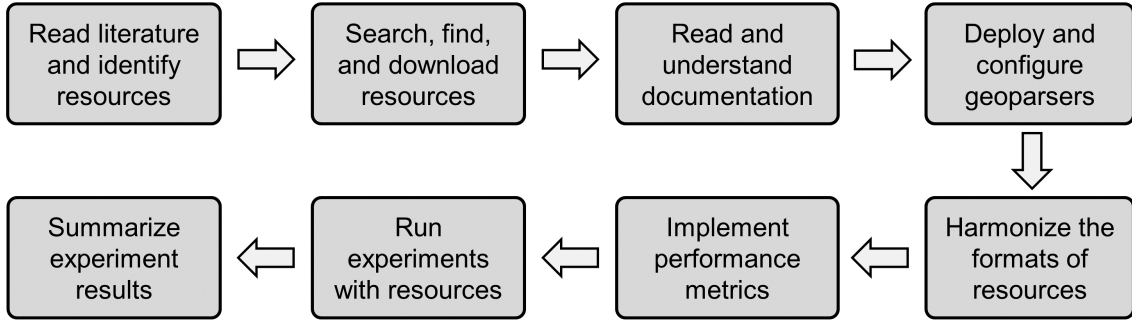 Read literature
and identify
resources
Search, find,
and download
resources
Read and
understand
documentation
Deploy and
configure
geoparsers
Harmonize the
formats of
resources
Implement
performance
metrics
Run
experiments
with resources
Summarize
experiment
results